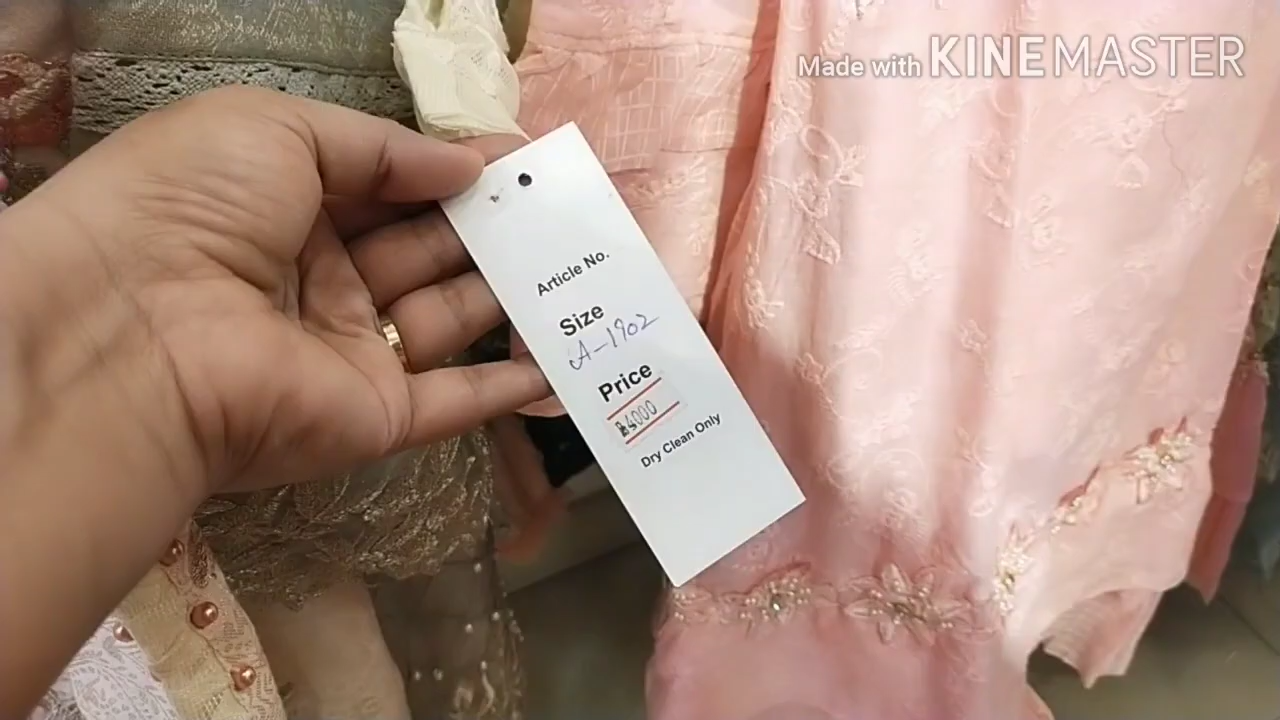 Made with KINEMASTER
Article No.
Size
A-1902
Price
฿4000
Dry Clean Only